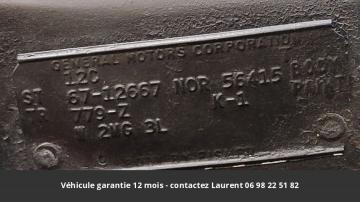 GENERAL MOTORS CORPORATION
12C
ST 67-12667 NOR 56415 BODY
TR 779-Z K-1 PAINT
W 2MG 3L
Véhicule garantie 12 mois - contactez Laurent 06 98 22 51 82